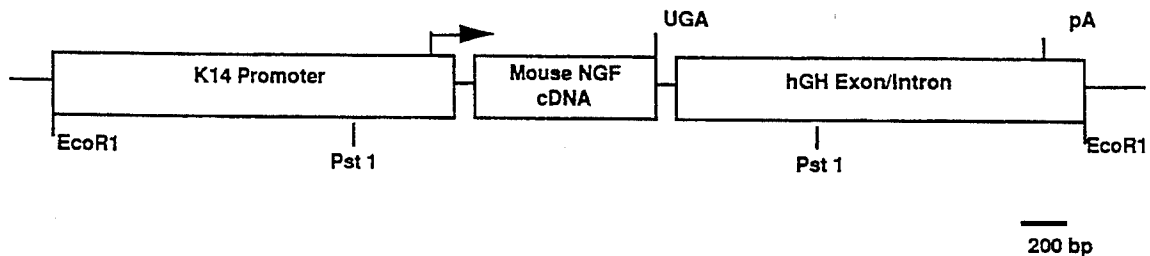 UGA
pA
K14 Promoter
Mouse NGF
cDNA
hGH Exon/Intron
EcoR1
Pst 1
Pst 1
EcoR1
200 bp